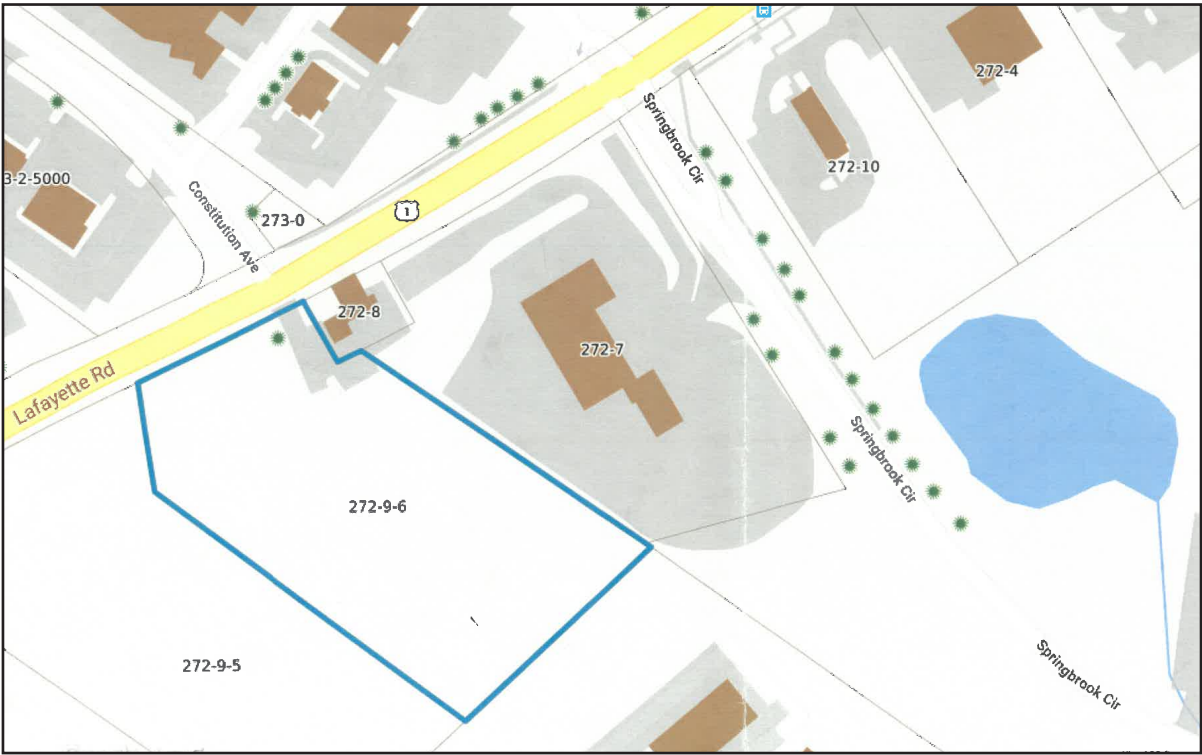 272-4
Springbrook Cir
272-10
3-2-5000
Constitution Ave
273-0
1
272-8
272-7
Lafayette Rd
Springbrook Cir
272-9-6
272-9-5
Springbrook Cir